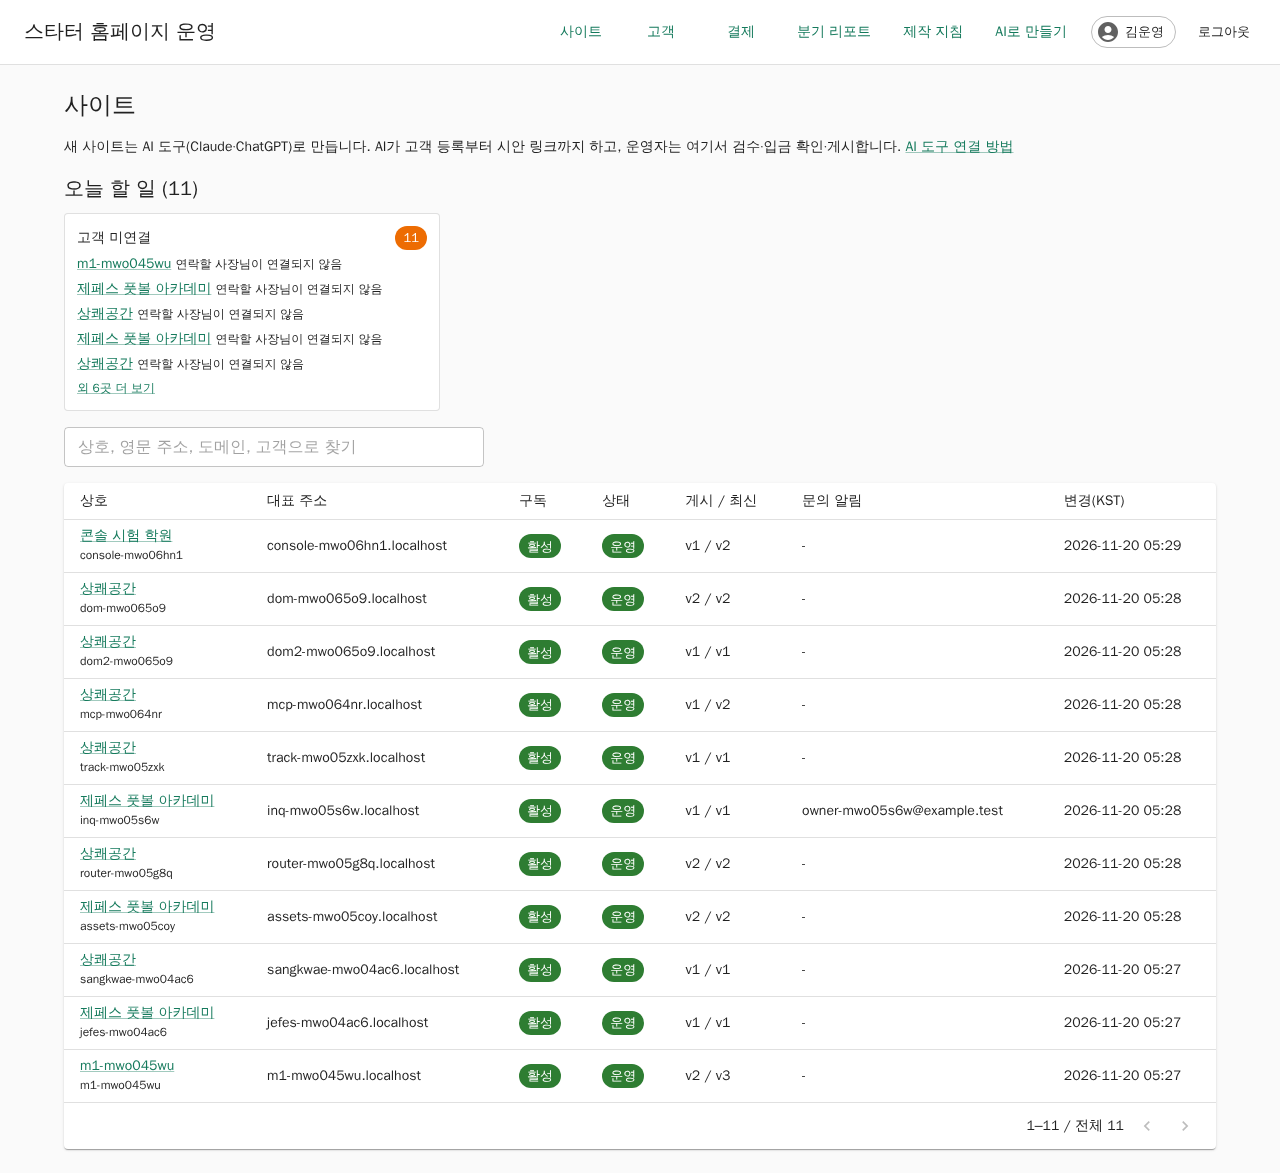 스타터 홈페이지 운영
사이트 고객 결제 분기 리포트 제작 지침 AI로 만들기 김운영 로그아웃
사이트
새 사이트는 AI 도구(Claude·ChatGPT)로 만듭니다. AI가 고객 등록부터 시안 링크까지 하고, 운영자는 여기서 검수·입금 확인·게시합니다. AI 도구 연결 방법
오늘 할 일 (11)
고객 미연결 11
m1-mwo045wu 연락할 사장님이 연결되지 않음
제페스 풋볼 아카데미 연락할 사장님이 연결되지 않음
상쾌공간 연락할 사장님이 연결되지 않음
제페스 풋볼 아카데미 연락할 사장님이 연결되지 않음
상쾌공간 연락할 사장님이 연결되지 않음
외 6곳 더 보기
상호, 영문 주소, 도메인, 고객으로 찾기
상호 대표 주소 구독 상태 게시 / 최신 문의 알림 변경(KST)
콘솔 시험 학원
console-mwo06hn1 console-mwo06hn1.localhost 활성 운영 v1 / v2 - 2026-11-20 05:29
상쾌공간
dom-mwo065o9 dom-mwo065o9.localhost 활성 운영 v2 / v2 - 2026-11-20 05:28
상쾌공간
dom2-mwo065o9 dom2-mwo065o9.localhost 활성 운영 v1 / v1 - 2026-11-20 05:28
상쾌공간
mcp-mwo064nr mcp-mwo064nr.localhost 활성 운영 v1 / v2 - 2026-11-20 05:28
상쾌공간
track-mwo05zxk track-mwo05zxk.localhost 활성 운영 v1 / v1 - 2026-11-20 05:28
제페스 풋볼 아카데미
inq-mwo05s6w inq-mwo05s6w.localhost 활성 운영 v1 / v1 owner-mwo05s6w@example.test 2026-11-20 05:28
상쾌공간
router-mwo05g8q router-mwo05g8q.localhost 활성 운영 v2 / v2 - 2026-11-20 05:28
제페스 풋볼 아카데미
assets-mwo05coy assets-mwo05coy.localhost 활성 운영 v2 / v2 - 2026-11-20 05:28
상쾌공간
sangkwae-mwo04ac6 sangkwae-mwo04ac6.localhost 활성 운영 v1 / v1 - 2026-11-20 05:27
제페스 풋볼 아카데미
jefes-mwo04ac6 jefes-mwo04ac6.localhost 활성 운영 v1 / v1 - 2026-11-20 05:27
m1-mwo045wu
m1-mwo045wu m1-mwo045wu.localhost 활성 운영 v2 / v3 - 2026-11-20 05:27
1–11 / 전체 11